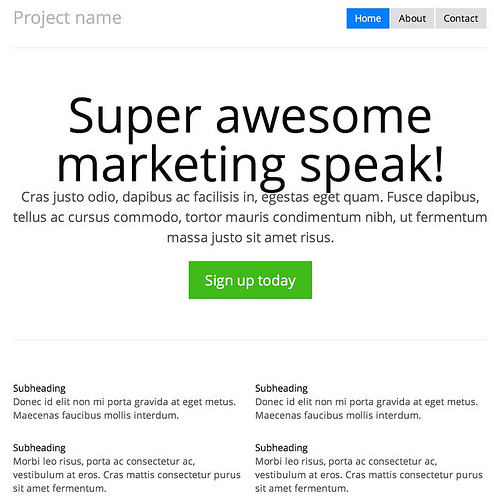 Project name
Home About Contact
Super awesome
marketing speak!
Cras justo odio, dapibus ac facilisis in, egestas eget quam. Fusce dapibus,
tellus ac cursus commodo, tortor mauris condimentum nibh, ut fermentum
massa justo sit amet risus.
Sign up today
Subheading
Donec id elit non mi porta gravida at eget metus.
Maecenas faucibus mollis interdum.
Subheading
Morbi leo risus, porta ac consectetur ac,
vestibulum at eros. Cras mattis consectetur purus
sit amet fermentum.
Subheading
Donec id elit non mi porta gravida at eget metus.
Maecenas faucibus mollis interdum.
Subheading
Morbi leo risus, porta ac consectetur ac,
vestibulum at eros. Cras mattis consectetur purus
sit amet fermentum.